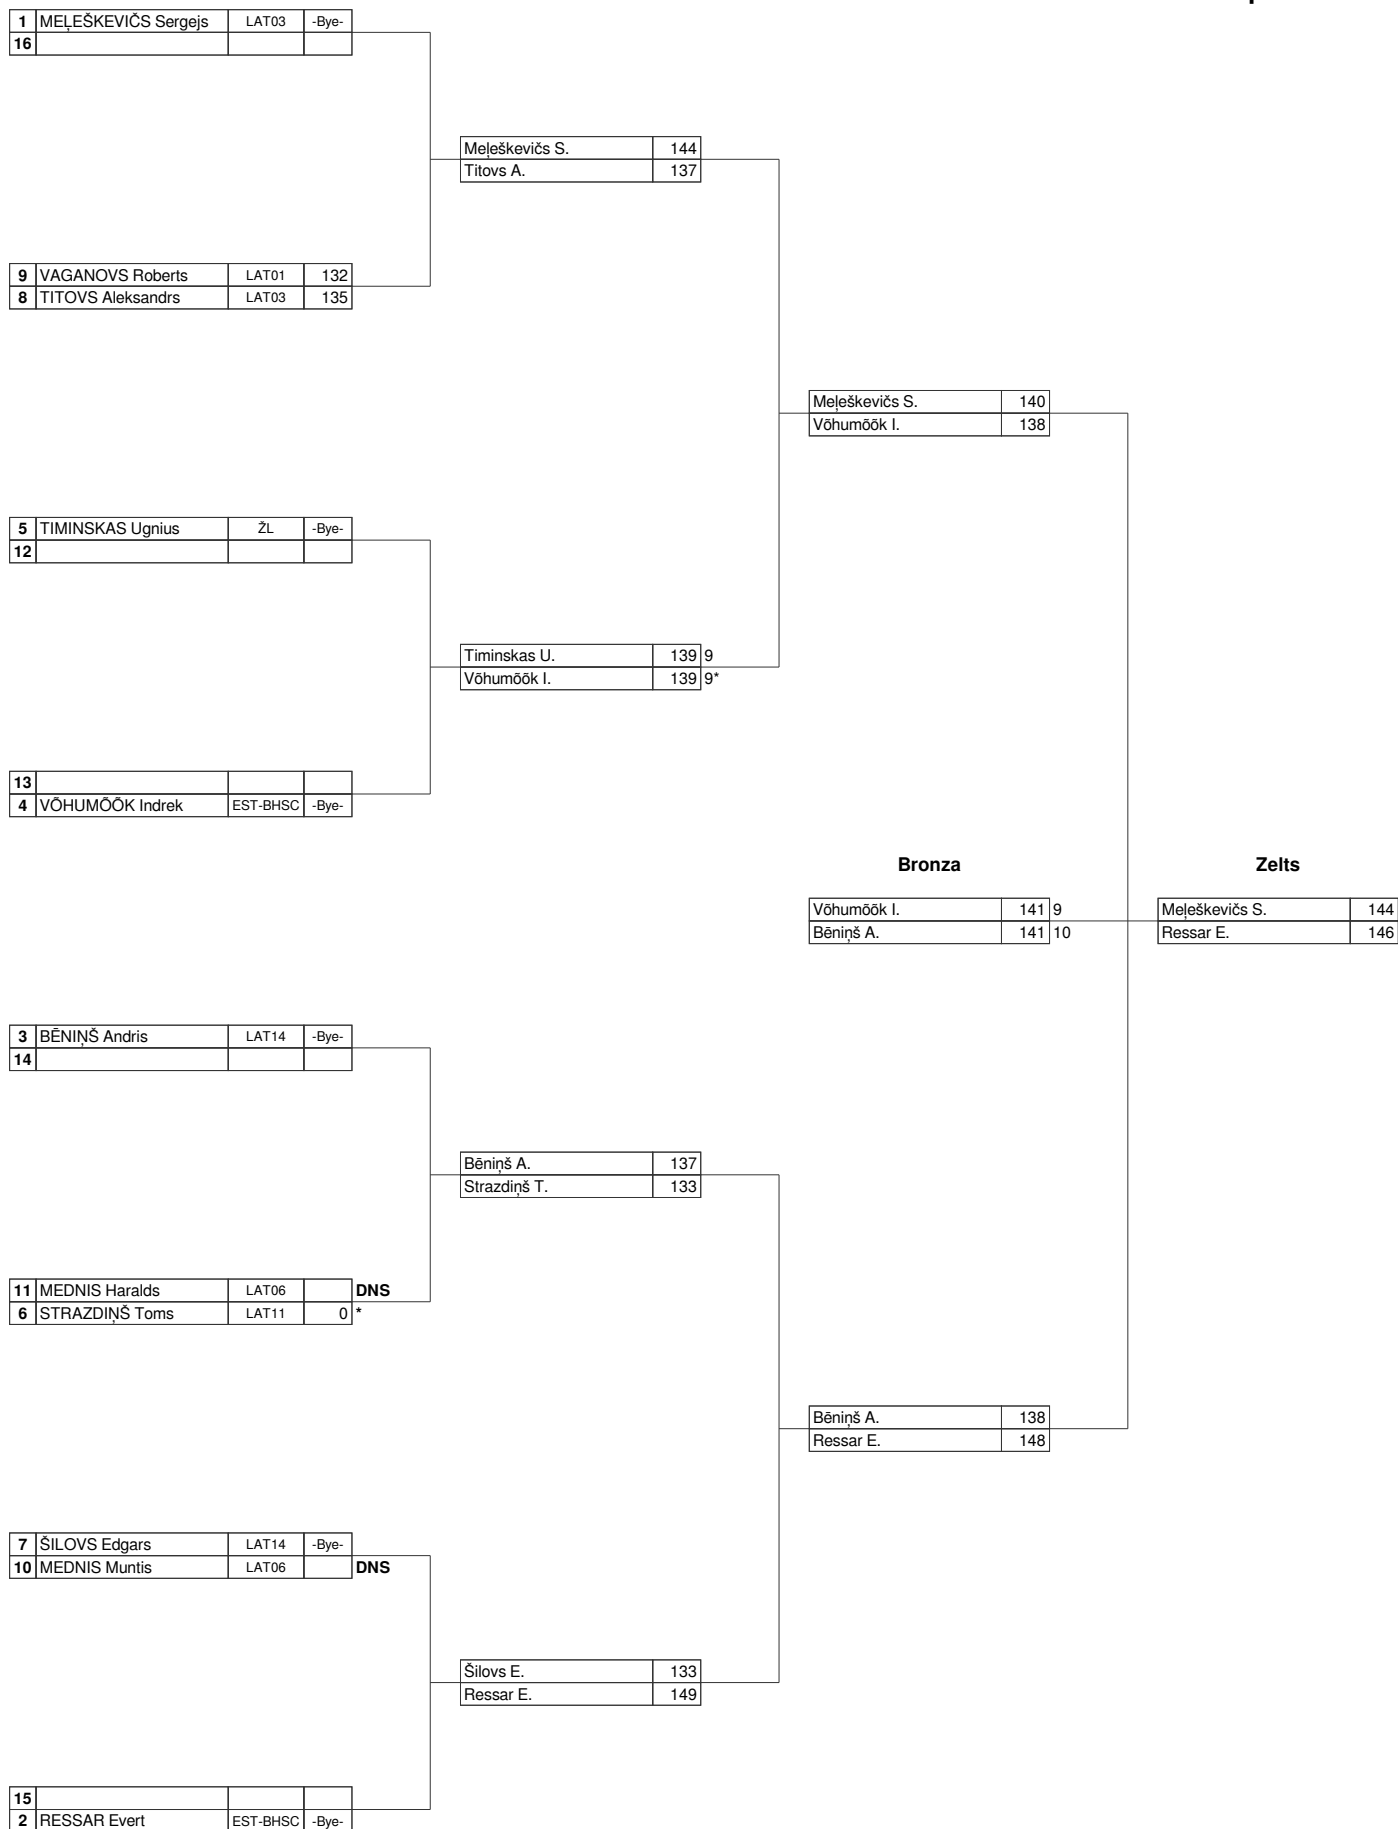 1 MEĻEŠKEVIČS Sergejs LAT03 -Bye-
16
Meļeškevičs S. 144
Titovs A. 137
9 VAGANOVS Roberts LAT01 132
8 TITOVS Aleksandrs LAT03 135
Meļeškevičs S. 140
Võhumõõk I. 138
5 TIMINSKAS Ugnius ŽL -Bye-
12
Timinskas U. 139 9
Võhumõõk I. 139 9*
13
4 VÕHUMÕÕK Indrek EST-BHSC -Bye-
Bronza Zelts
Võhumõõk I. 141 9 Meļeškevičs S. 144
Bēniņš A. 141 10 Ressar E. 146
3 BĒNIŅŠ Andris LAT14 -Bye-
14
Bēniņš A. 137
Strazdiņš T. 133
11 MEDNIS Haralds LAT06 DNS
6 STRAZDIŅŠ Toms LAT11 0 *
Bēniņš A. 138
Ressar E. 148
7 ŠILOVS Edgars LAT14 -Bye-
10 MEDNIS Muntis LAT06 DNS
Šilovs E. 133
Ressar E. 149
15
2 RESSAR Evert EST-BHSC -Bye-